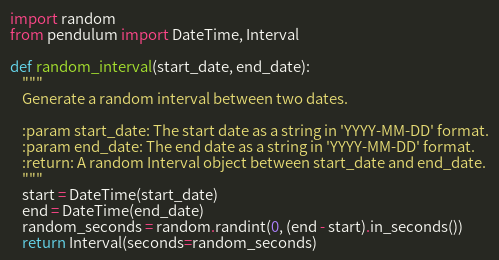 import random
from pendulum import DateTime, Interval

def random_interval(start_date, end_date):
    """
    Generate a random interval between two dates.

    :param start_date: The start date as a string in 'YYYY-MM-DD' format.
    :param end_date: The end date as a string in 'YYYY-MM-DD' format.
    :return: A random Interval object between start_date and end_date.
    """
    start = DateTime(start_date)
    end = DateTime(end_date)
    random_seconds = random.randint(0, (end - start).in_seconds())
    return Interval(seconds=random_seconds)